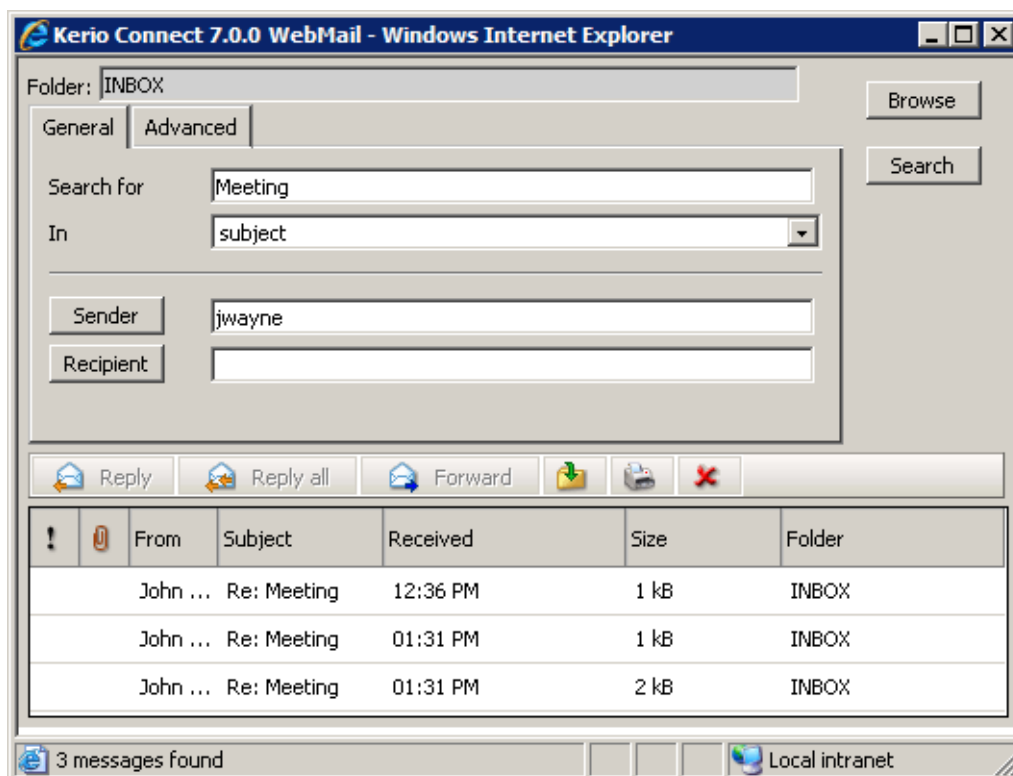 Kerio Connect 7.0.0 WebMail - Windows Internet Explorer
Folder: INBOX
Browse
General Advanced
Search
Search for Meeting
In subject
Sender jwayne
Recipient
Reply Reply all Forward
! From Subject Received Size Folder
John ... Re: Meeting 12:36 PM 1 kB INBOX
John ... Re: Meeting 01:31 PM 1 kB INBOX
John ... Re: Meeting 01:31 PM 2 kB INBOX
3 messages found Local intranet